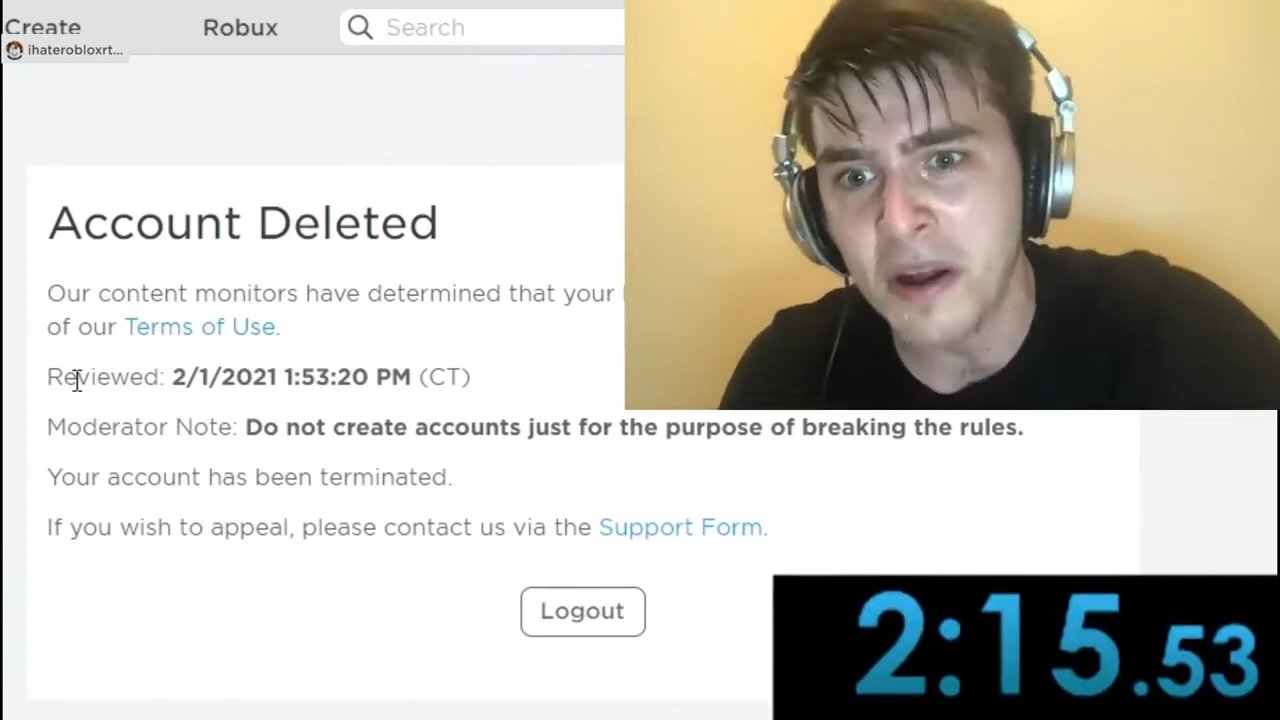 Create Robux Search
ihaterobloxrt...
Account Deleted
Our content monitors have determined that your
of our Terms of Use.
Reviewed: 2/1/2021 1:53:20 PM (CT)
Moderator Note: Do not create accounts just for the purpose of breaking the rules.
Your account has been terminated.
If you wish to appeal, please contact us via the Support Form.
Logout
2:15.53